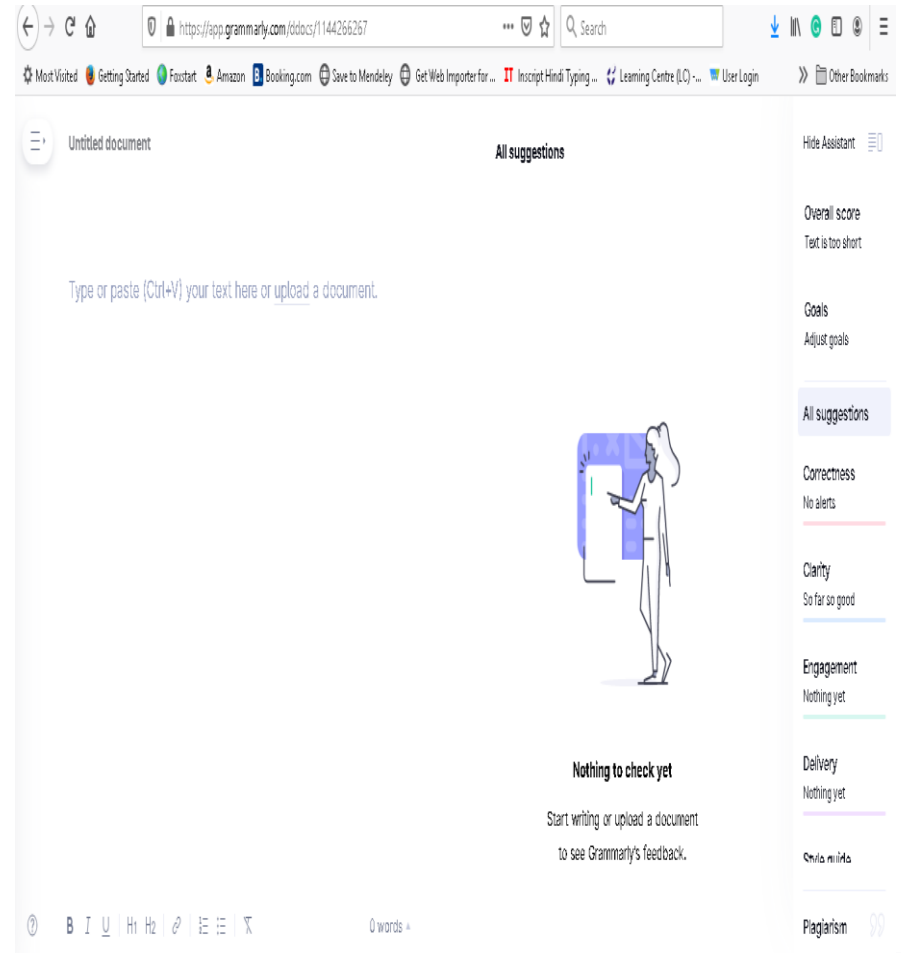 https://app.grammarly.com/ddocs/1144266267
Search
Most Visited Getting Started Foxstart Amazon B. Booking.com Save to Mendeley Get Web Importer for ... IT Inscript Hindi Typing ... Learning Centre (LC) -... User Login Other Bookmarks
Untitled document
All suggestions
Hide Assistant
Overall score
Text is too short
Type or paste (Ctrl+V) your text here or upload a document.
Goals
Adjust goals
All suggestions
Correctness
No alerts
Clarity
So far so good
Engagement
Nothing yet
Nothing to check yet
Delivery
Nothing yet
Start writing or upload a document
to see Grammarly's feedback.
Style guide
B I U H1 H2
0 words
Plagiarism